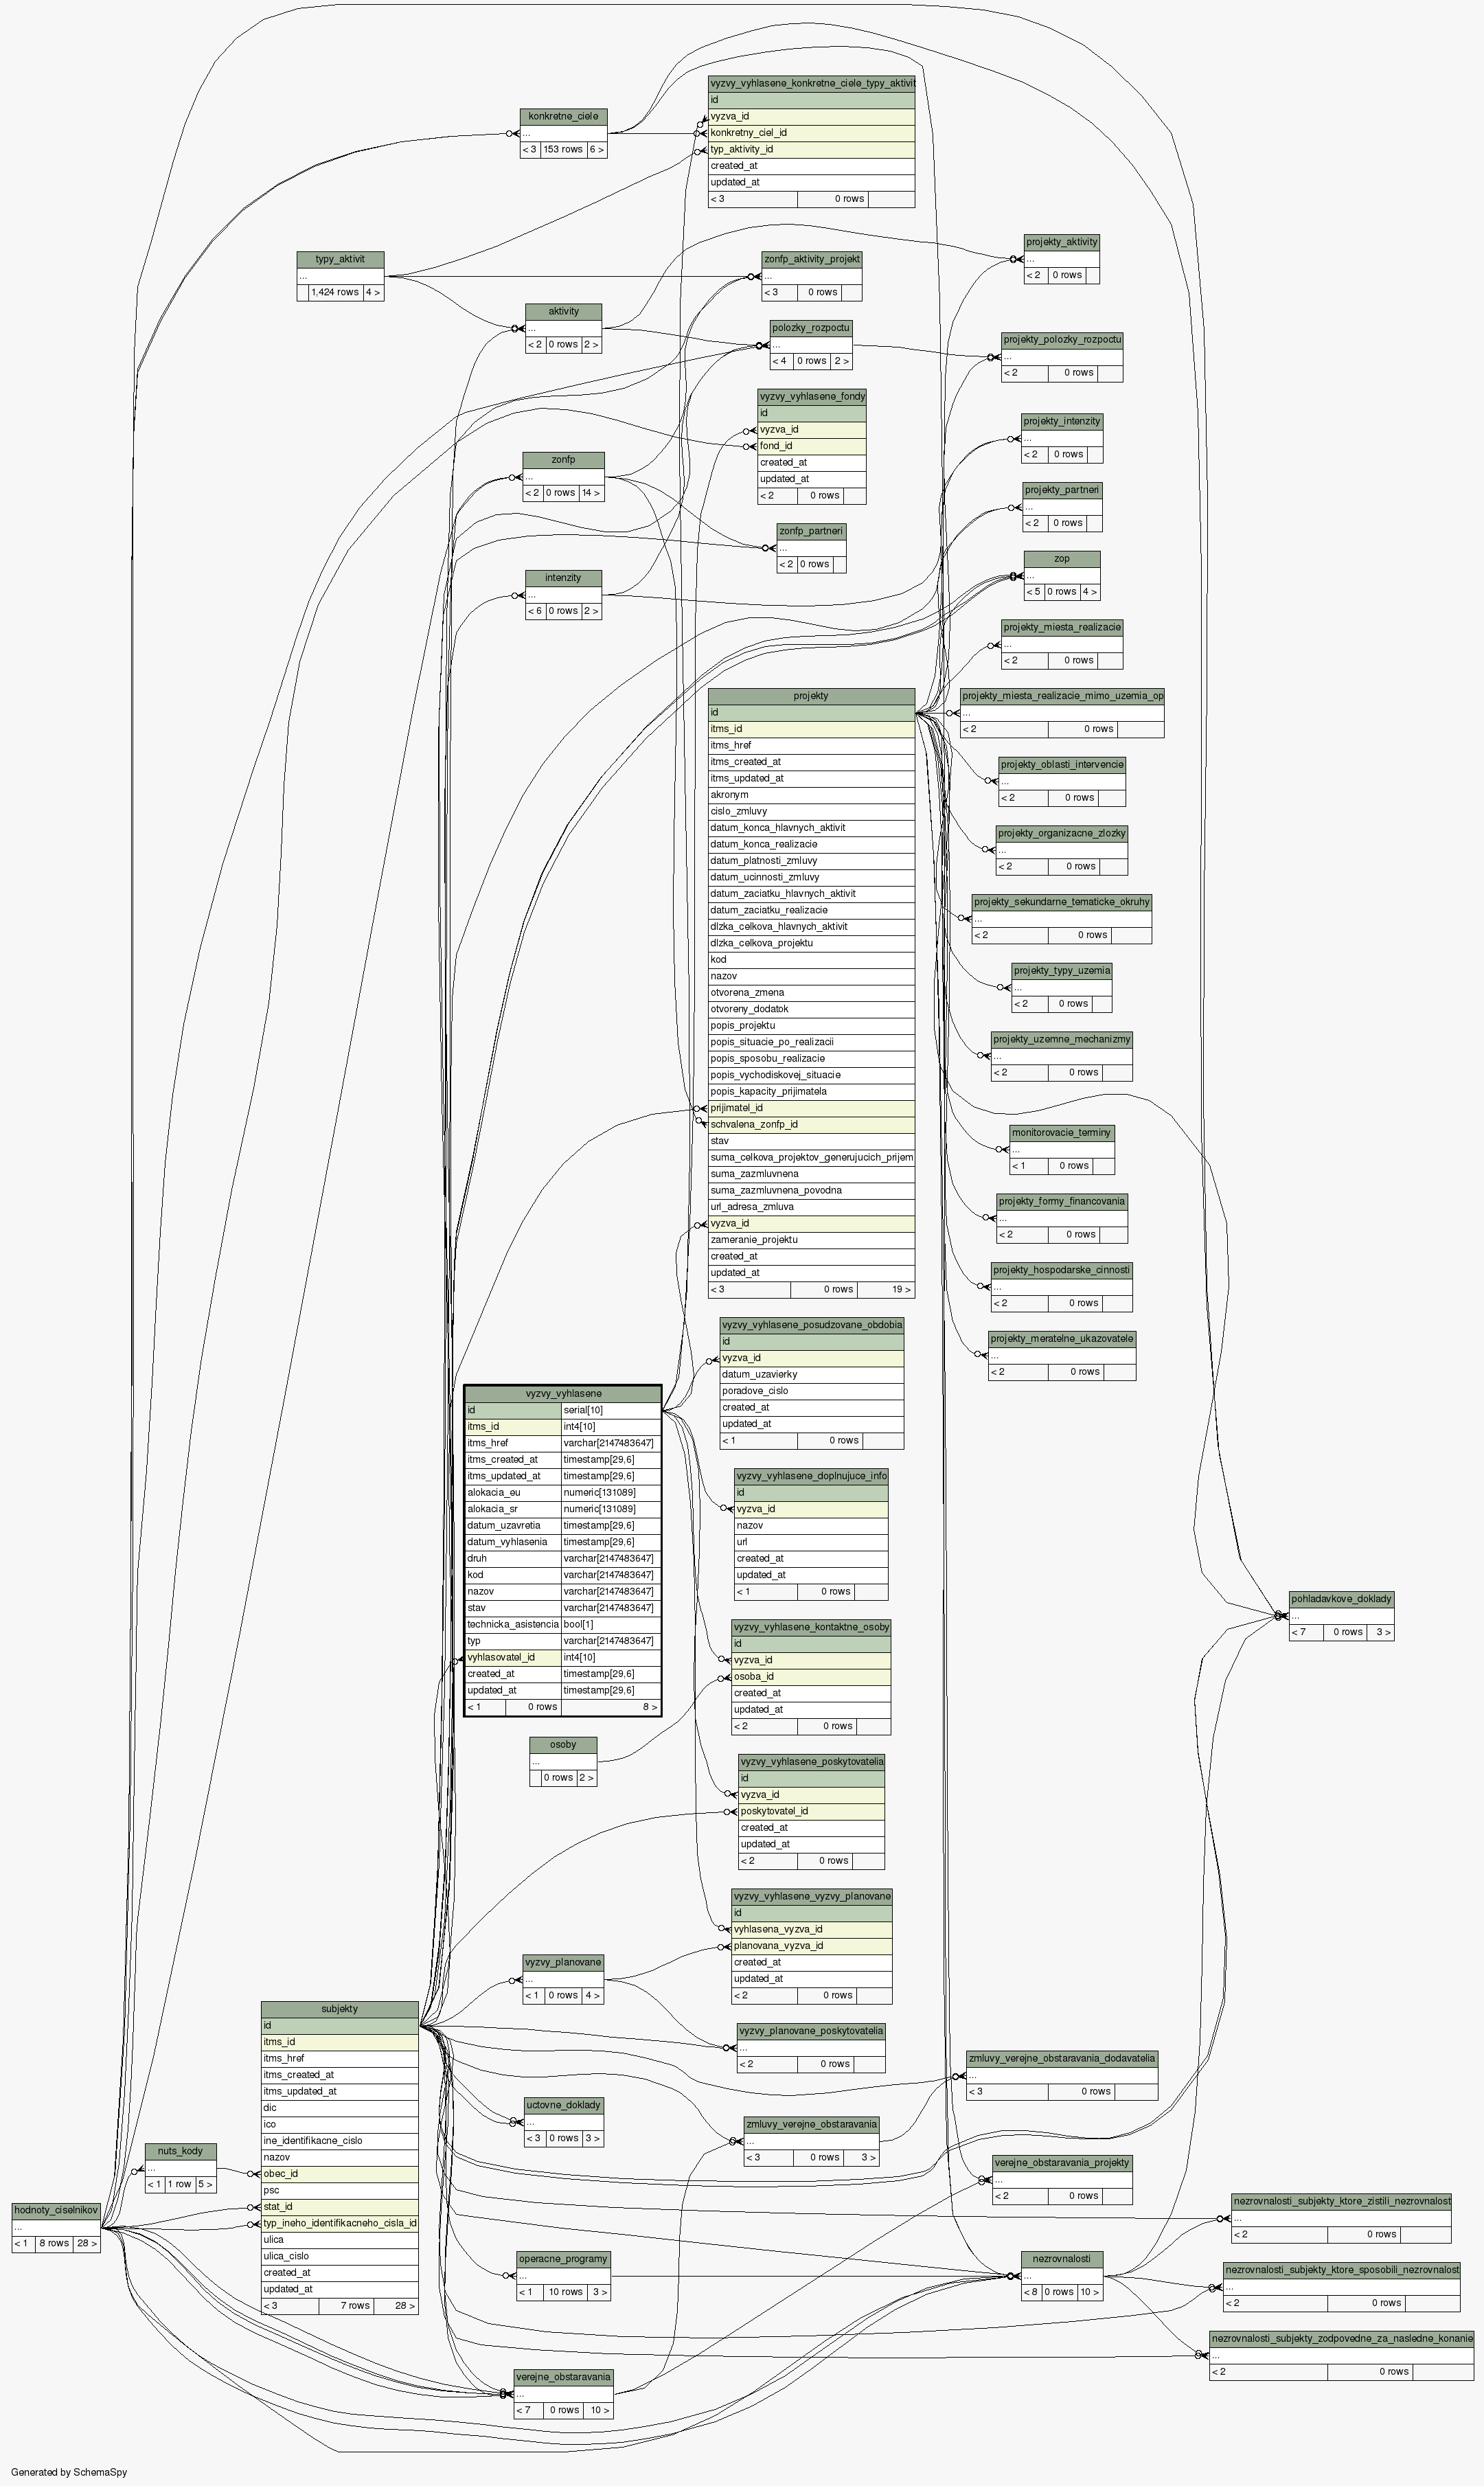 vyzvy_vyhlasene_konkretne_ciele_typy_aktivit
id
vyzva_id
konkretny_ciel_id
typ_aktivity_id
created_at
updated_at
< 3 0 rows
konkretne_ciele
...
< 3 153 rows 6 >
projekty_aktivity
...
< 2 0 rows
typy_aktivit
...
1,424 rows 4 >
zonfp_aktivity_projekt
...
< 3 0 rows
aktivity
...
< 2 0 rows 2 >
polozky_rozpoctu
...
< 4 0 rows 2 >
projekty_polozky_rozpoctu
...
< 2 0 rows
vyzvy_vyhlasene_fondy
id
vyzva_id
fond_id
created_at
updated_at
< 2 0 rows
projekty_intenzity
...
< 2 0 rows
zonfp
...
< 2 0 rows 14 >
projekty_partneri
...
< 2 0 rows
zonfp_partneri
...
< 2 0 rows
zop
...
< 5 0 rows 4 >
intenzity
...
< 6 0 rows 2 >
projekty_miesta_realizacie
...
< 2 0 rows
projekty
id
itms_id
itms_href
itms_created_at
itms_updated_at
akronym
cislo_zmluvy
datum_konca_hlavnych_aktivit
datum_konca_realizacie
datum_platnosti_zmluvy
datum_ucinnosti_zmluvy
datum_zaciatku_hlavnych_aktivit
datum_zaciatku_realizacie
dlzka_celkova_hlavnych_aktivit
dlzka_celkova_projektu
kod
nazov
otvorena_zmena
otvoreny_dodatok
popis_projektu
popis_situacie_po_realizacii
popis_sposobu_realizacie
popis_vychodiskovej_situacie
popis_kapacity_prijimatela
prijimatel_id
schvalena_zonfp_id
stav
suma_celkova_projektov_generujucich_prijem
suma_zazmluvnena
suma_zazmluvnena_povodna
url_adresa_zmluva
vyzva_id
zameranie_projektu
created_at
updated_at
< 3 0 rows 19 >
projekty_miesta_realizacie_mimo_uzemia_op
...
< 2 0 rows
projekty_oblasti_intervencie
...
< 2 0 rows
projekty_organizacne_zlozky
...
< 2 0 rows
projekty_sekundarne_tematicke_okruhy
...
< 2 0 rows
projekty_typy_uzemia
...
< 2 0 rows
projekty_uzemne_mechanizmy
...
< 2 0 rows
monitorovacie_terminy
...
< 1 0 rows
projekty_formy_financovania
...
< 2 0 rows
projekty_hospodarske_cinnosti
...
< 2 0 rows
projekty_meratelne_ukazovatele
...
< 2 0 rows
vyzvy_vyhlasene_posudzovane_obdobia
id
vyzva_id
datum_uzavierky
poradove_cislo
created_at
updated_at
< 1 0 rows
vyzvy_vyhlasene
id serial[10]
itms_id int4[10]
itms_href varchar[2147483647]
itms_created_at timestamp[29,6]
itms_updated_at timestamp[29,6]
alokacia_eu numeric[131089]
alokacia_sr numeric[131089]
datum_uzavretia timestamp[29,6]
datum_vyhlasenia timestamp[29,6]
druh varchar[2147483647]
kod varchar[2147483647]
nazov varchar[2147483647]
stav varchar[2147483647]
technicka_asistencia bool[1]
typ varchar[2147483647]
vyhlasovatel_id int4[10]
created_at timestamp[29,6]
updated_at timestamp[29,6]
< 1 0 rows 8 >
vyzvy_vyhlasene_doplnujuce_info
id
vyzva_id
nazov
url
created_at
updated_at
< 1 0 rows
pohladavkove_doklady
...
< 7 0 rows 3 >
vyzvy_vyhlasene_kontaktne_osoby
id
vyzva_id
osoba_id
created_at
updated_at
< 2 0 rows
osoby
...
0 rows 2 >
vyzvy_vyhlasene_poskytovatelia
id
vyzva_id
poskytovatel_id
created_at
updated_at
< 2 0 rows
vyzvy_vyhlasene_vyzvy_planovane
id
vyhlasena_vyzva_id
planovana_vyzva_id
created_at
updated_at
< 2 0 rows
vyzvy_planovane
...
< 1 0 rows 4 >
subjekty
id
itms_id
itms_href
itms_created_at
itms_updated_at
dic
ico
ine_identifikacne_cislo
nazov
obec_id
psc
stat_id
typ_ineho_identifikacneho_cisla_id
ulica
ulica_cislo
created_at
updated_at
< 3 7 rows 28 >
vyzvy_planovane_poskytovatelia
...
< 2 0 rows
zmluvy_verejne_obstaravania_dodavatelia
...
< 3 0 rows
uctovne_doklady
...
< 3 0 rows 3 >
zmluvy_verejne_obstaravania
...
< 3 0 rows 3 >
nuts_kody
...
< 1 1 row 5 >
verejne_obstaravania_projekty
...
< 2 0 rows
hodnoty_ciselnikov
...
< 1 8 rows 28 >
nezrovnalosti_subjekty_ktore_zistili_nezrovnalost
...
< 2 0 rows
operacne_programy
...
< 1 10 rows 3 >
nezrovnalosti
...
< 8 0 rows 10 >
nezrovnalosti_subjekty_ktore_sposobili_nezrovnalost
...
< 2 0 rows
nezrovnalosti_subjekty_zodpovedne_za_nasledne_konanie
...
< 2 0 rows
verejne_obstaravania
...
< 7 0 rows 10 >
Generated by SchemaSpy